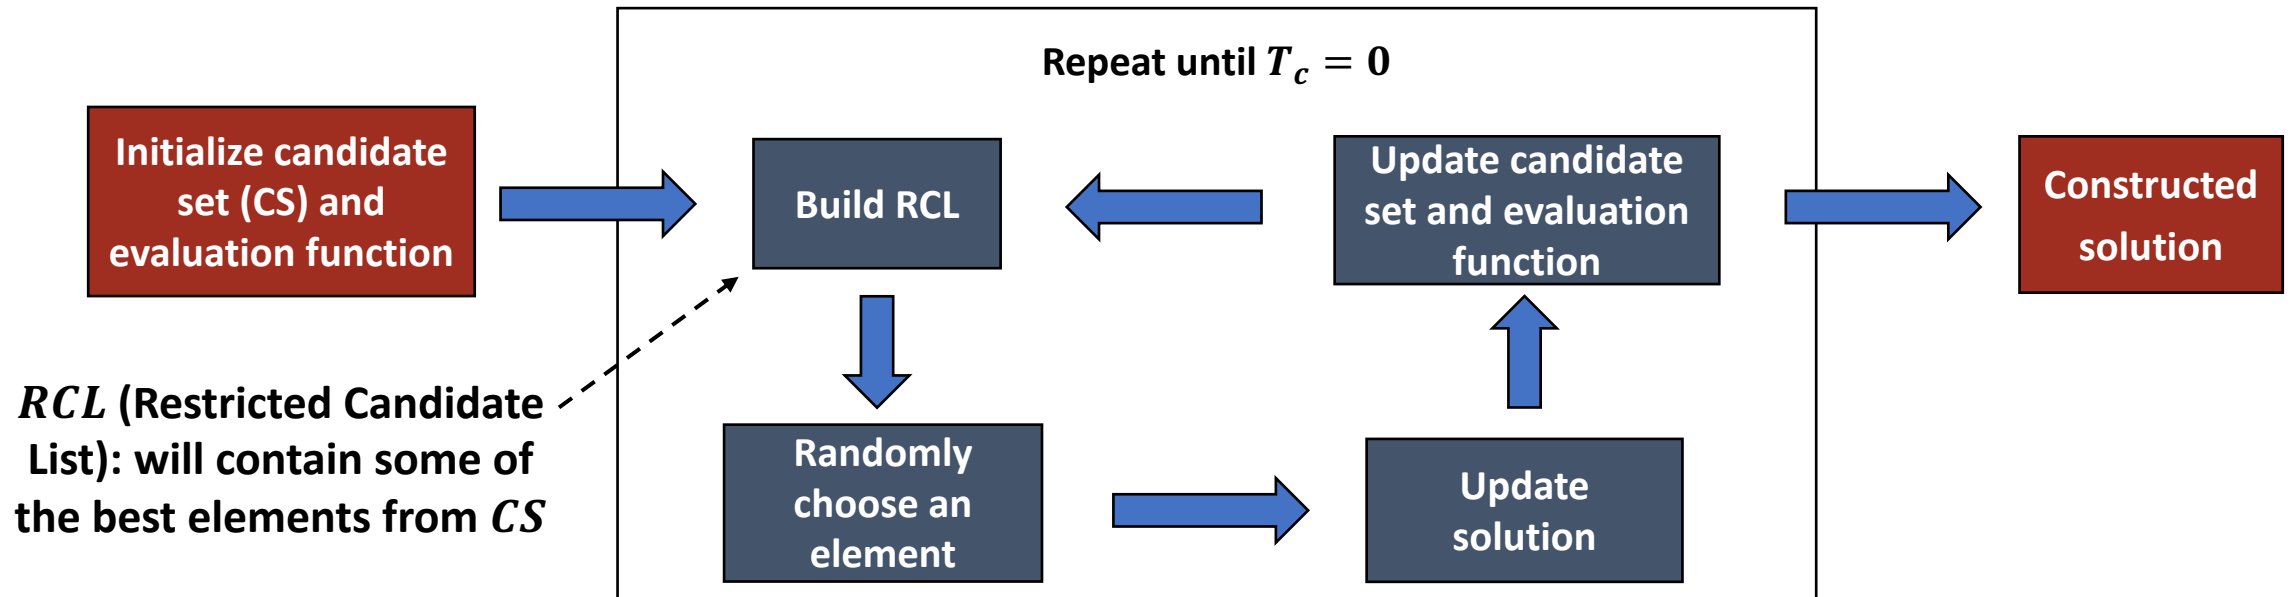 Repeat until T_c = 0
Initialize candidate
set (CS) and
evaluation function
Build RCL
Update candidate
set and evaluation
function
Constructed
solution
RCL (Restricted Candidate
List): will contain some of
the best elements from CS
Randomly
choose an
element
Update
solution